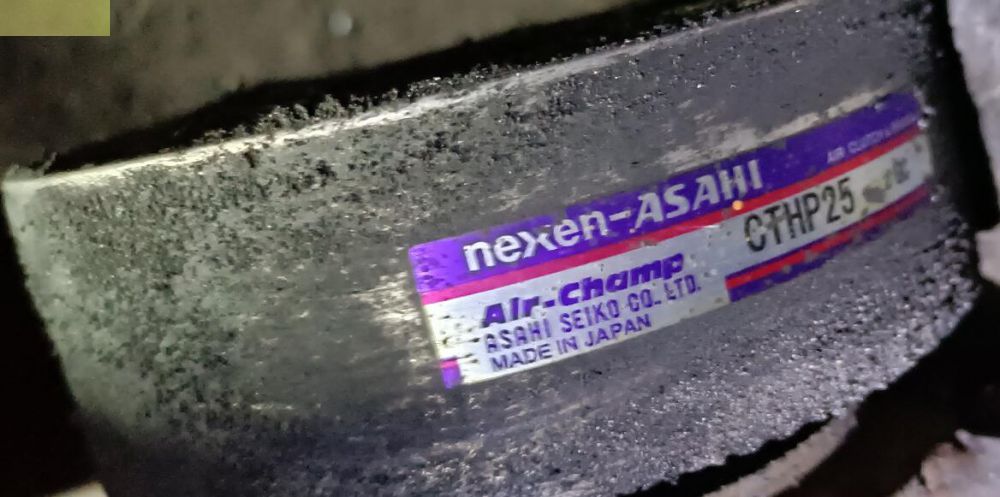 nexen-ASAHI
AIR CLUTCH &
CTHP25
Air-Champ
ASAHI SEIKO CO. LTD.
MADE IN JAPAN